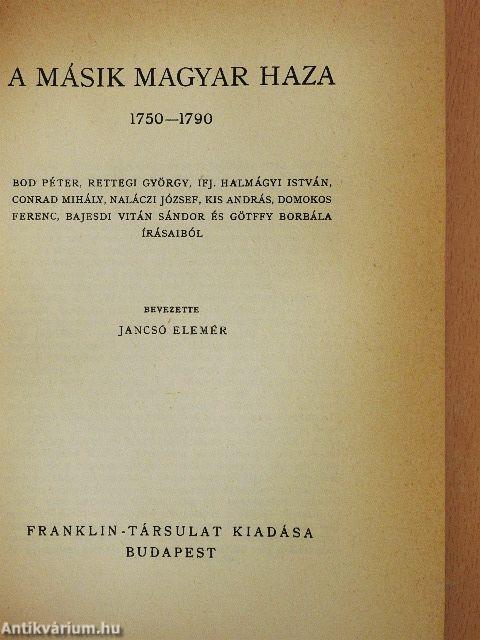 A MÁSIK MAGYAR HAZA
1750—1790
BOD PÉTER, RETTEGI GYÖRGY, IFJ. HALMÁGYI ISTVÁN,
CONRAD MIHÁLY, NALÁCZI JÓZSEF, KIS ANDRÁS, DOMOKOS
FERENC, BAJESDI VITÁN SÁNDOR ÉS GÖTFFY BORBÁLA
ÍRÁSAIBÓL
BEVEZETTE
JANCSÓ ELEMÉR
FRANKLIN-TÁRSULAT KIADÁSA
BUDAPEST
Antikvárium.hu